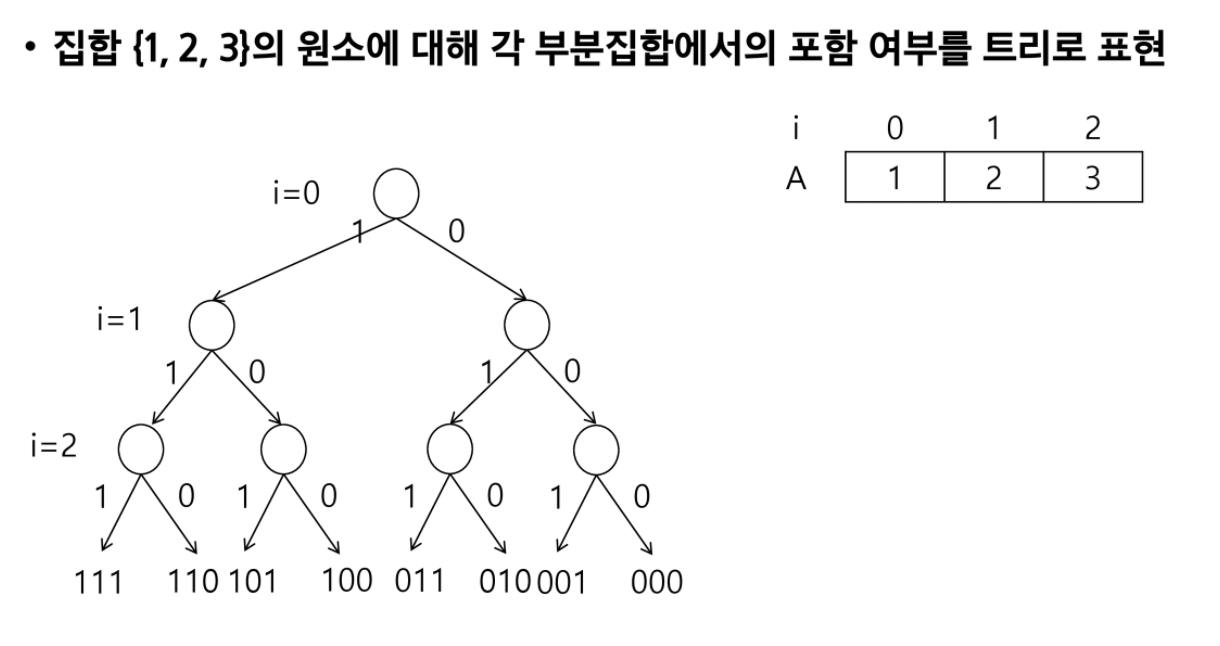 • 집합 {1, 2, 3}의 원소에 대해 각 부분집합에서의 포함 여부를 트리로 표현
i 0 1 2
A 1 2 3
i=0
1 0
i=1
1 0 1 0
i=2
1 0 1 0 1 0 1 0
111 110 101 100 011 010 001 000